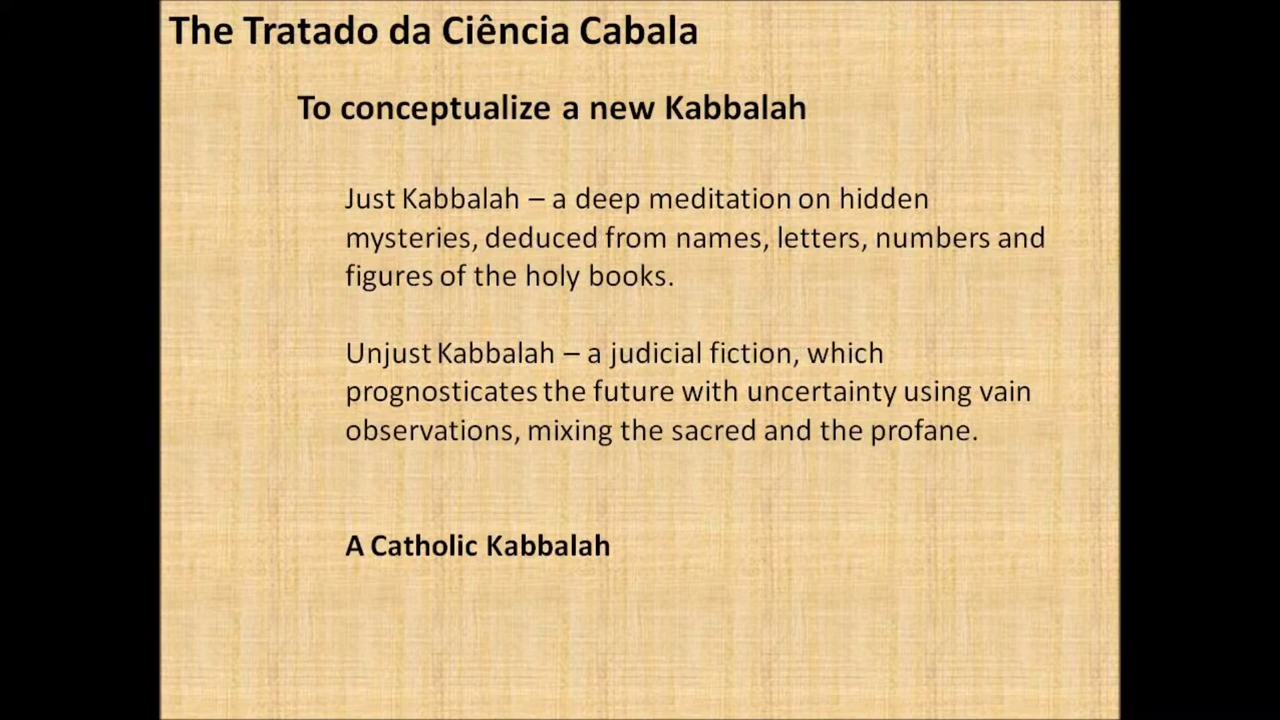 The Tratado da Ciência Cabala
To conceptualize a new Kabbalah
Just Kabbalah – a deep meditation on hidden
mysteries, deduced from names, letters, numbers and
figures of the holy books.
Unjust Kabbalah – a judicial fiction, which
prognosticates the future with uncertainty using vain
observations, mixing the sacred and the profane.
A Catholic Kabbalah